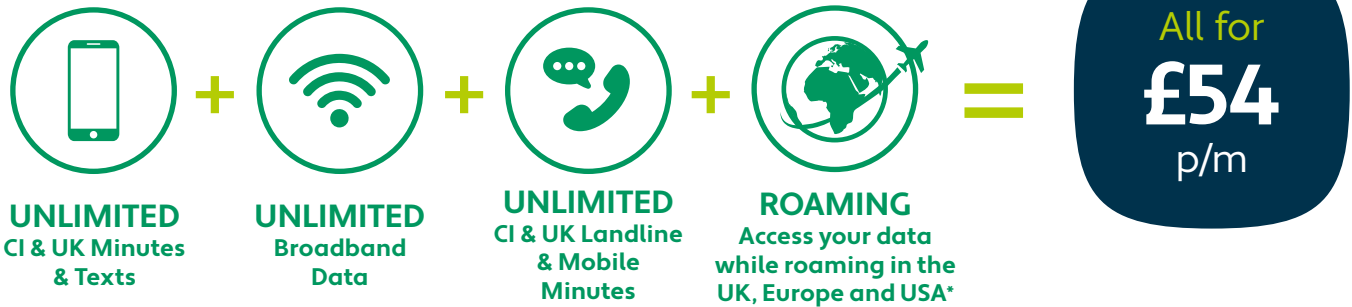 UNLIMITED
CI & UK Minutes
& Texts
+
UNLIMITED
Broadband
Data
+
UNLIMITED
CI & UK Landline
& Mobile
Minutes
+
ROAMING
Access your data
while roaming in the
UK, Europe and USA*
=
All for
£54
p/m